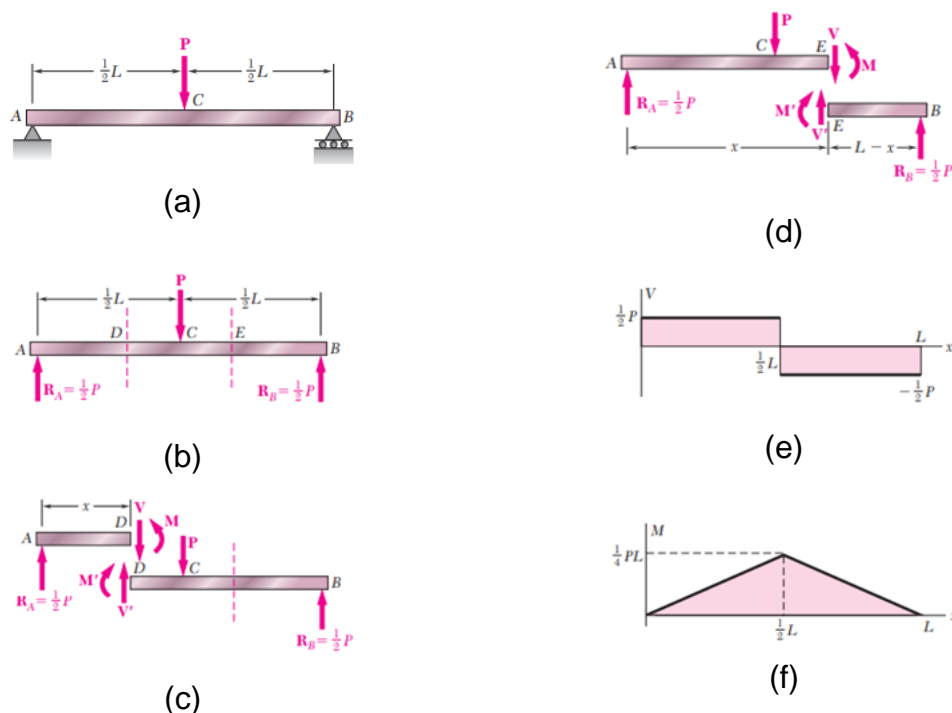 P
½L ½L
C
A B
(a)
P
½L ½L
D C E
A B
R_A = ½P R_B = ½P
(b)
x
D V M
A P
D C
M′ B
R_A = ½P V′
R_B = ½P
(c)
P
C E V
A M
R_A = ½P M′ B
V′ E
x L − x
R_B = ½P
(d)
V
½P
L
x
½L
−½P
(e)
M
¼PL
½L L
(f)